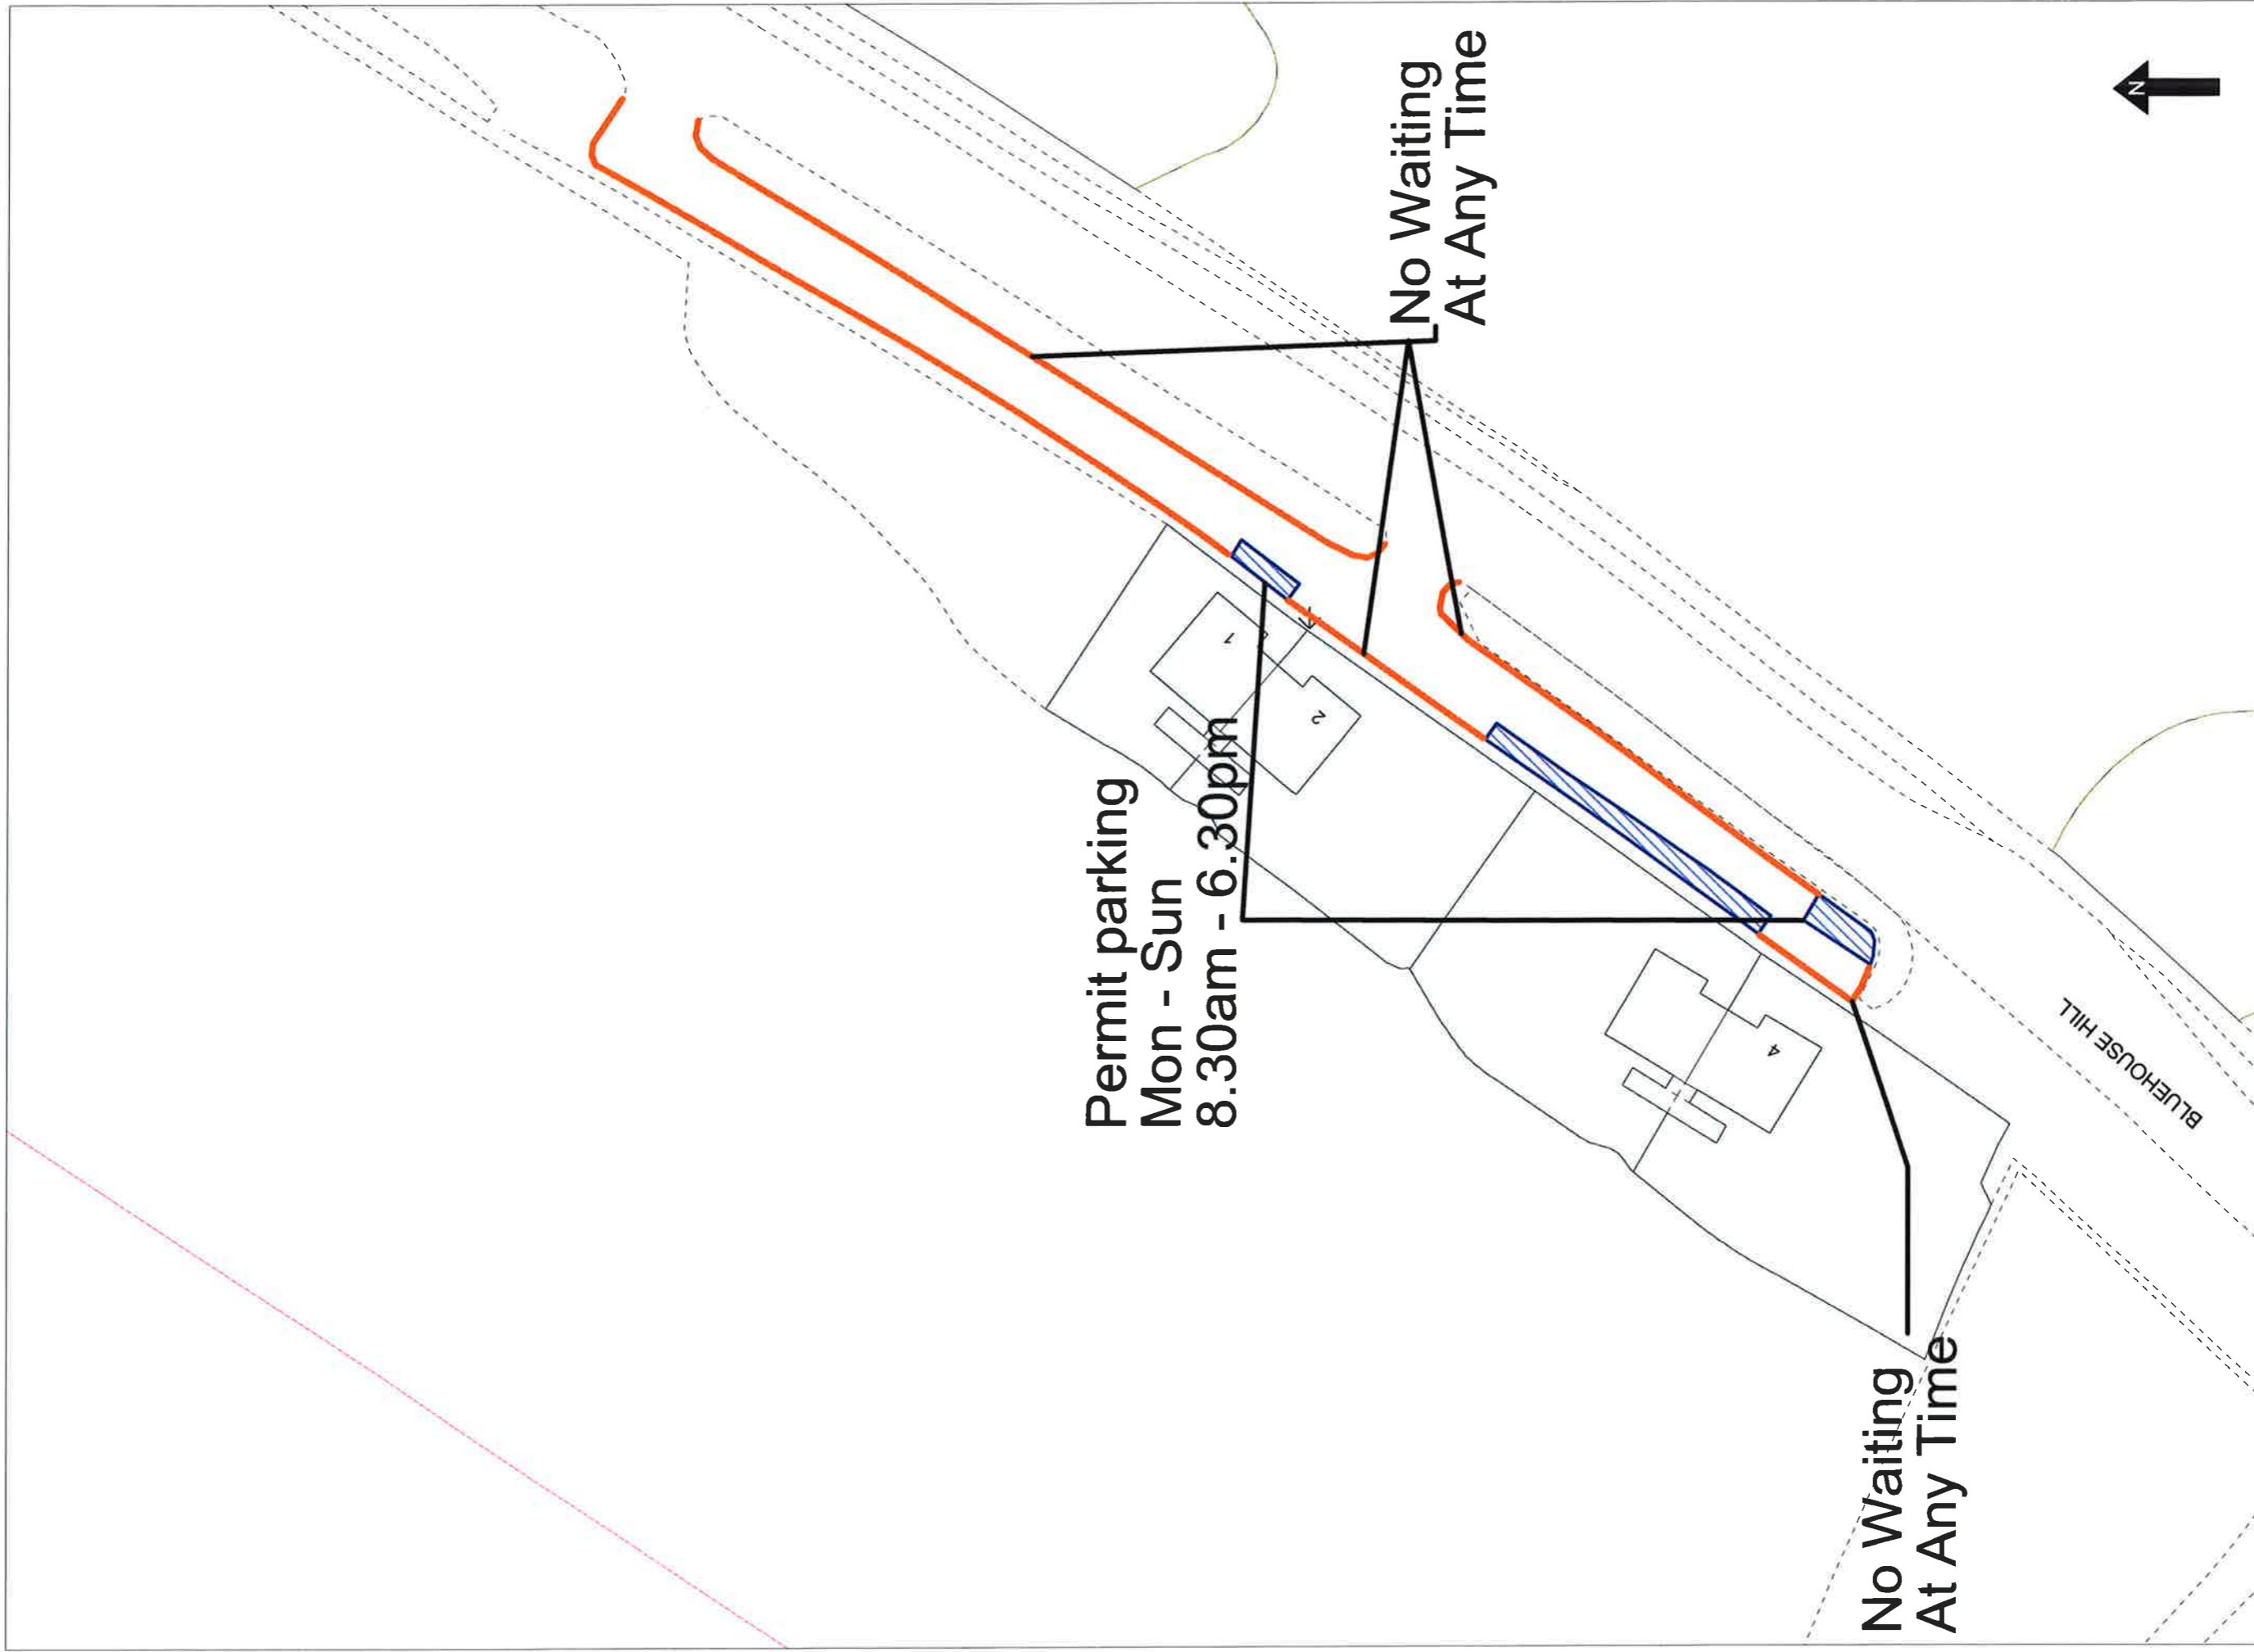 Permit parking
Mon - Sun
8.30am - 6.30pm
No Waiting
At Any Time
No Waiting
At Any Time
BLUEHOUSE HILL
1
2
4
N